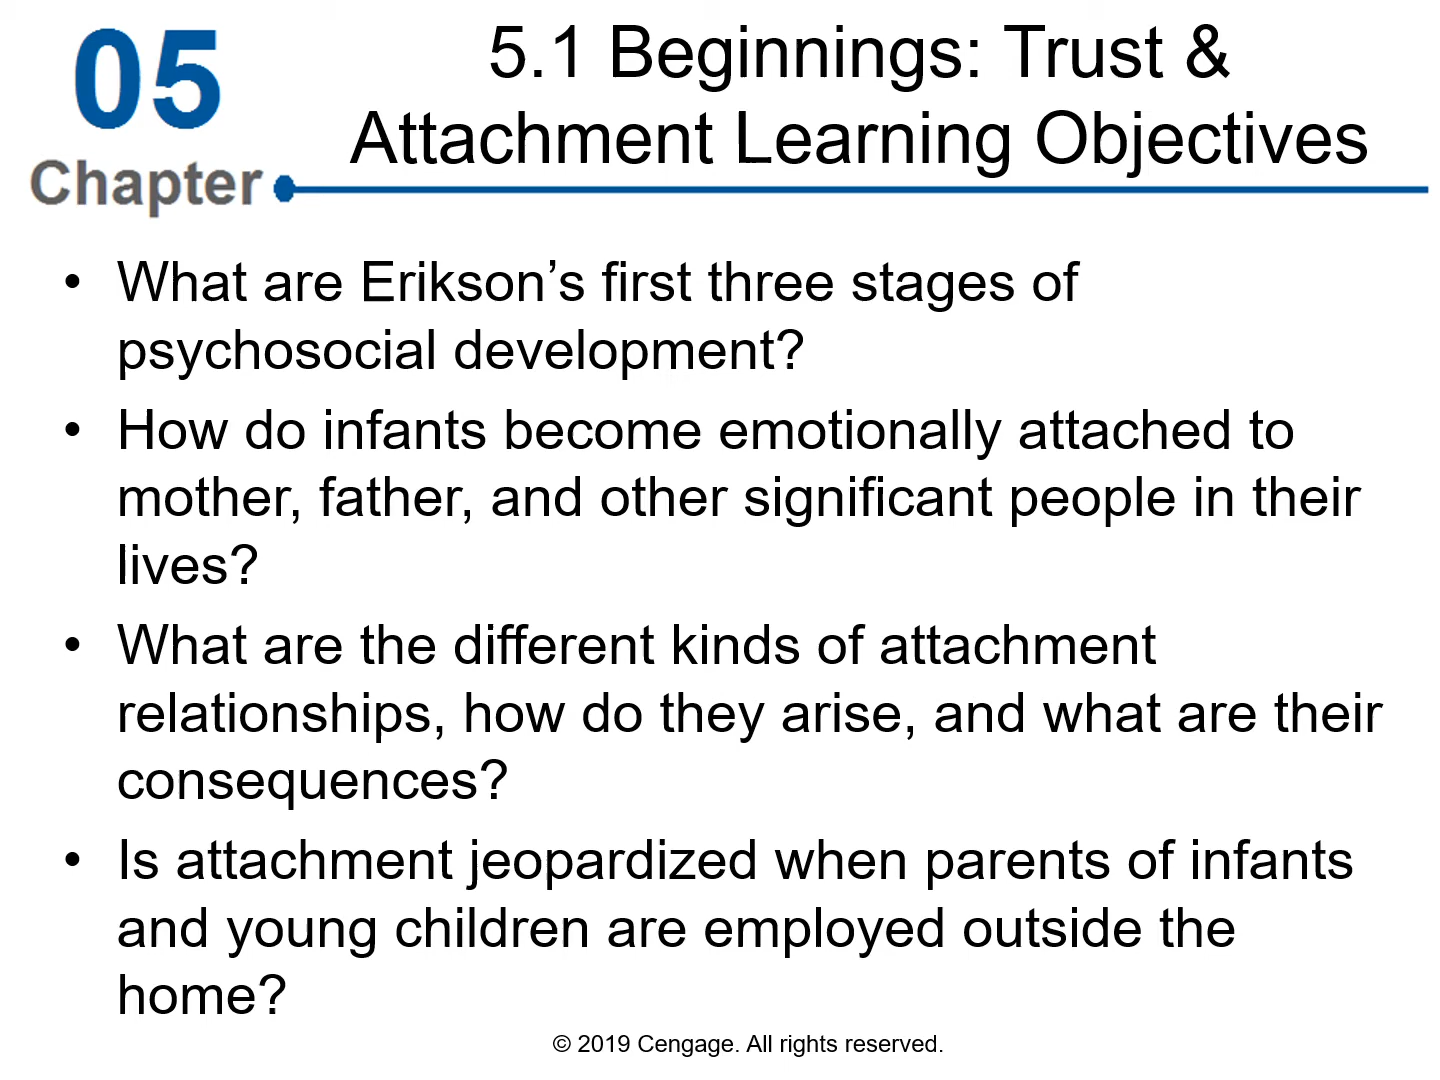 05
Chapter
5.1 Beginnings: Trust &
Attachment Learning Objectives
• What are Erikson’s first three stages of
psychosocial development?
• How do infants become emotionally attached to
mother, father, and other significant people in their
lives?
• What are the different kinds of attachment
relationships, how do they arise, and what are their
consequences?
• Is attachment jeopardized when parents of infants
and young children are employed outside the
home?
© 2019 Cengage. All rights reserved.